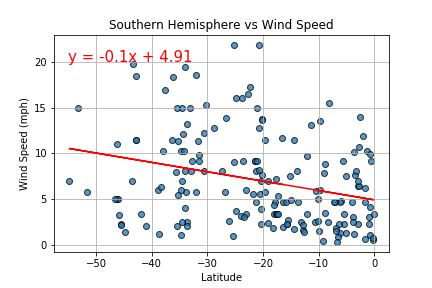 Southern Hemisphere vs Wind Speed
y = -0.1x + 4.91
20
15
10
5
0
Wind Speed (mph)
−50 −40 −30 −20 −10 0
Latitude